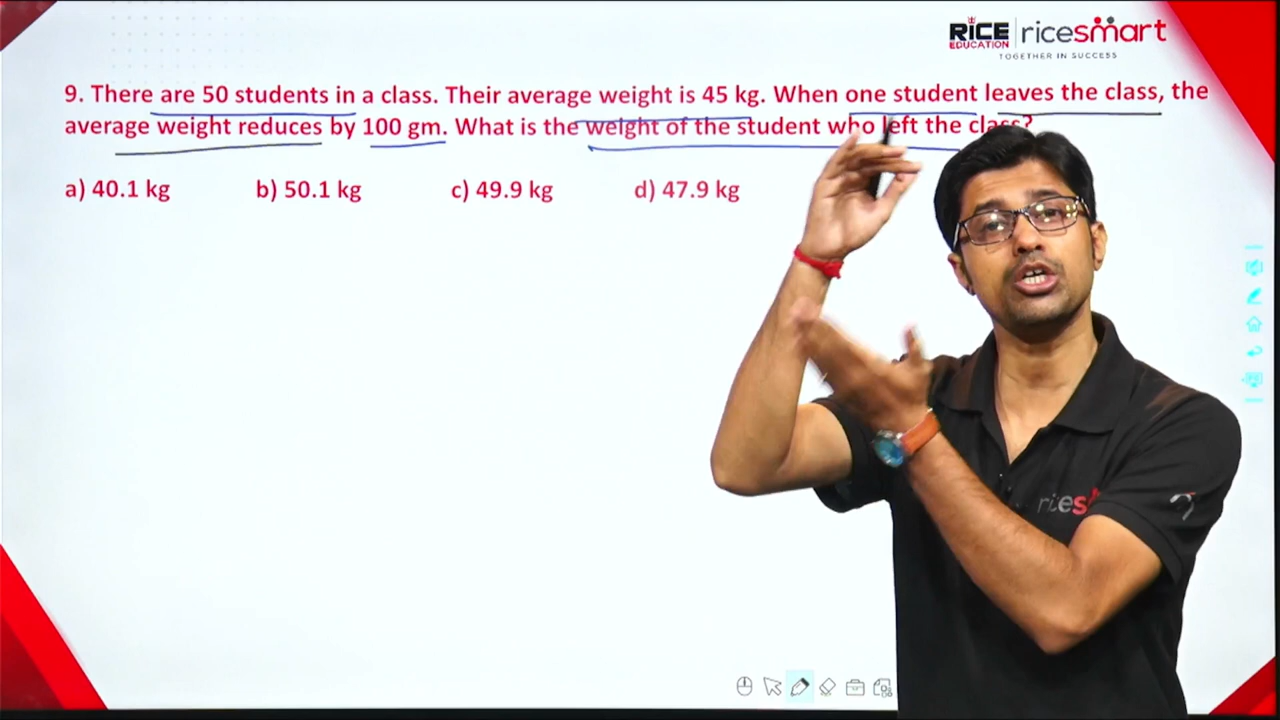 RICE
EDUCATION
ricesmart
TOGETHER IN SUCCESS
9. There are 50 students in a class. Their average weight is 45 kg. When one student leaves the class, the
average weight reduces by 100 gm. What is the weight of the student who left the class?
a) 40.1 kg b) 50.1 kg c) 49.9 kg d) 47.9 kg
rices